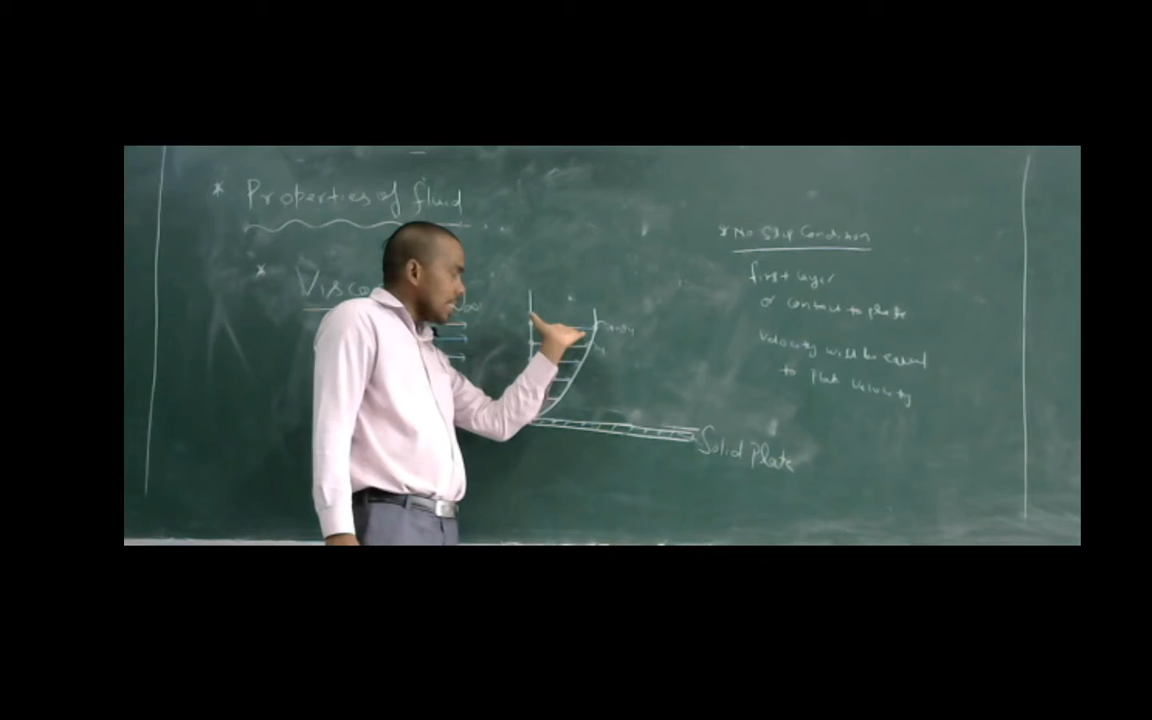 * Properties of fluid
* Visco
* No Slip Condition
first layer
of contact to plate
Velocity will be equal
to plate velocity
Solid Plate